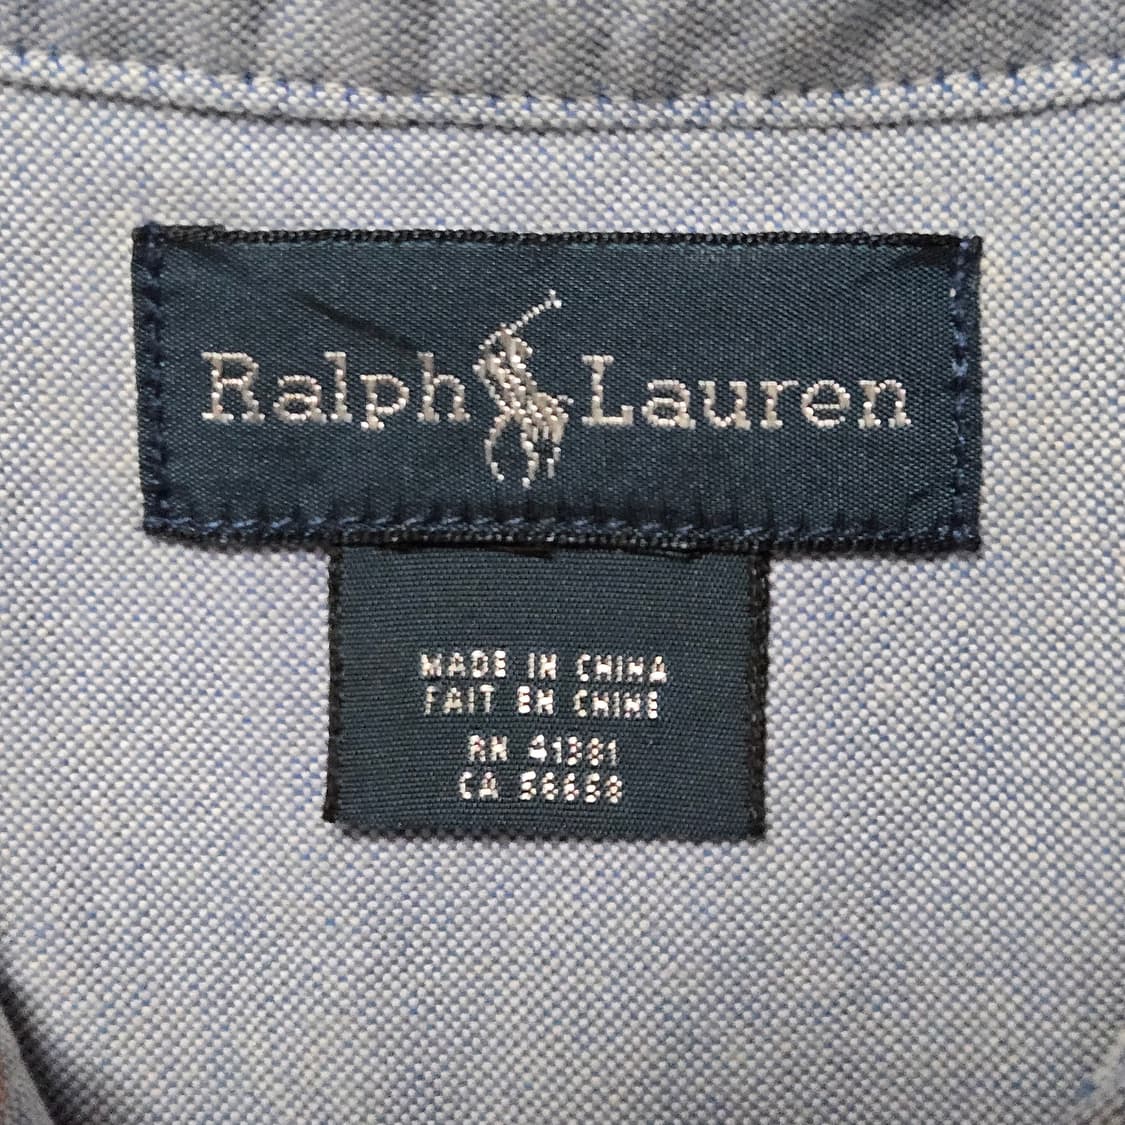 Ralph Lauren
MADE IN CHINA
FAIT EN CHINE
RN 41381
CA 56658